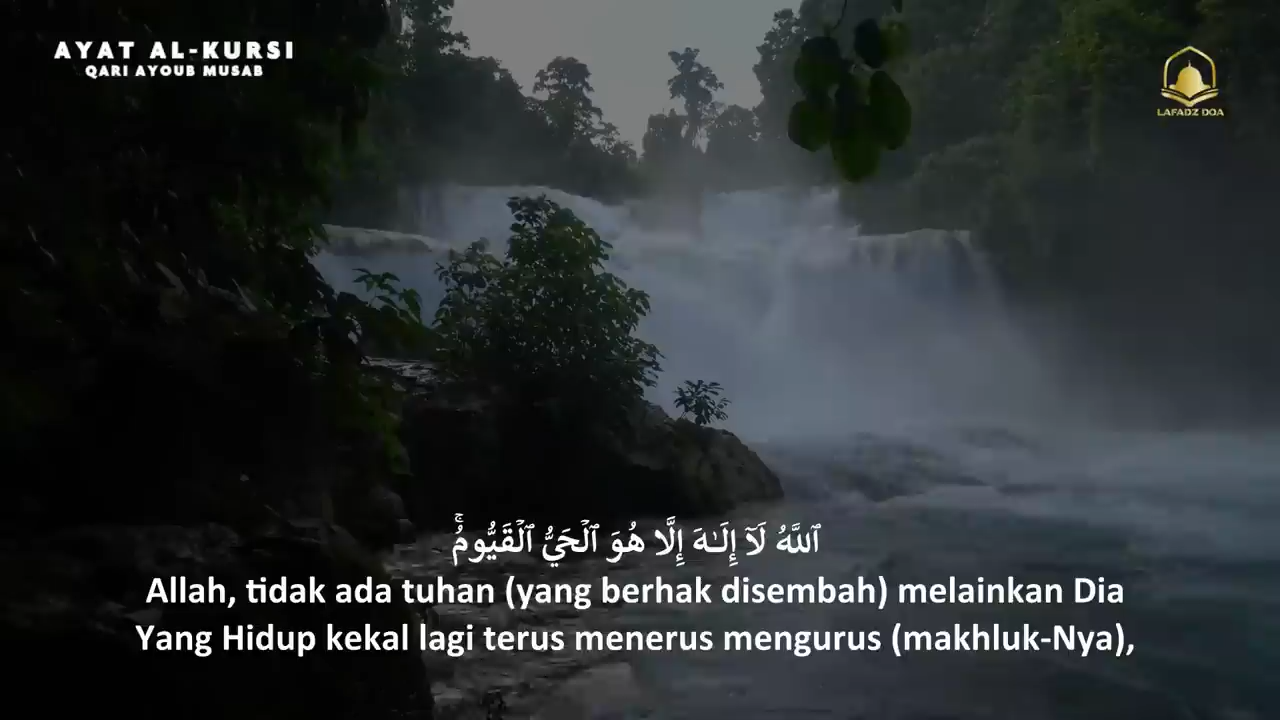 AYAT AL-KURSI
QARI AYOUB MUSAB
LAFADZ DOA
ٱللَّهُ لَآ إِلَـٰهَ إِلَّا هُوَ ٱلْحَيُّ ٱلْقَيُّومُ ۚ
Allah, tidak ada tuhan (yang berhak disembah) melainkan Dia
Yang Hidup kekal lagi terus menerus mengurus (makhluk-Nya),